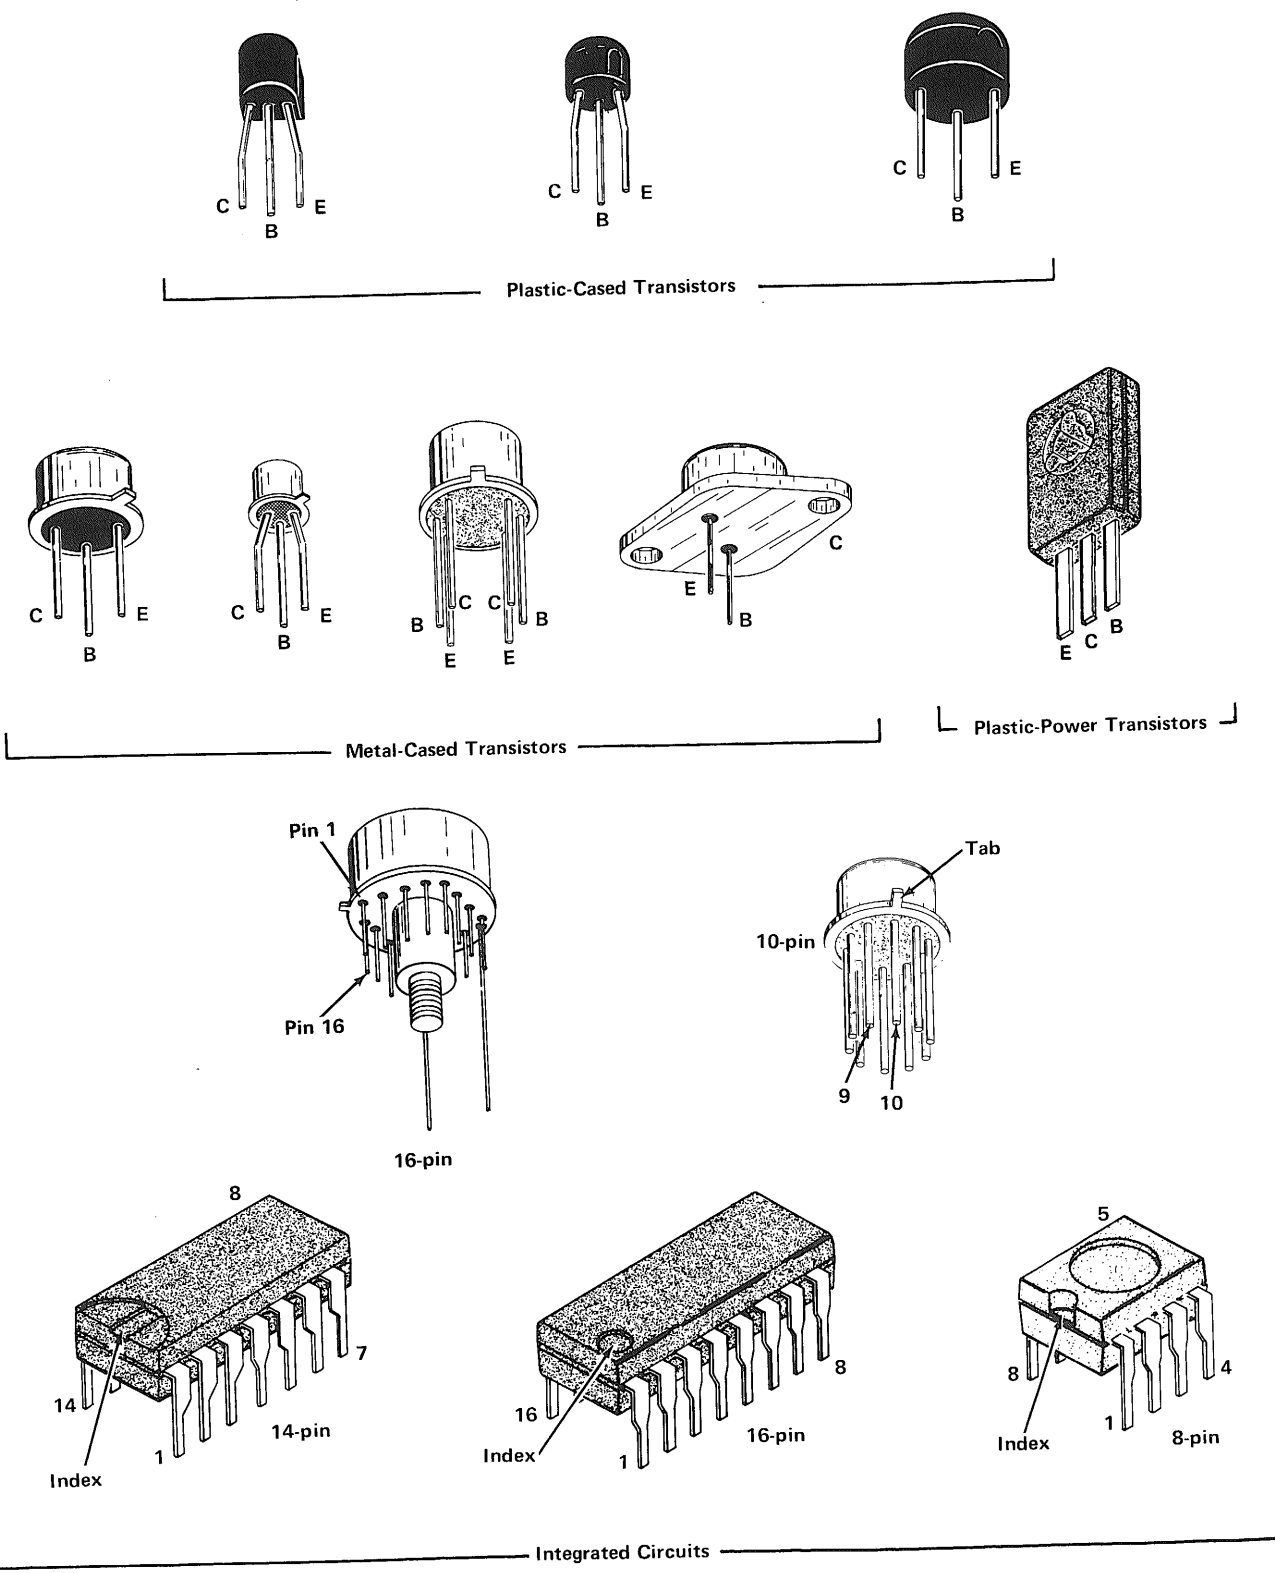 C B E
C B E
C B E
Plastic-Cased Transistors
C B E
C B E
B E C C E B
E B C
E C B
Metal-Cased Transistors
Plastic-Power Transistors
Pin 1
Pin 16
16-pin
Tab
10-pin
9
10
8
7
14
1
14-pin
Index
8
16
1
16-pin
Index
5
4
8
1
8-pin
Index
Integrated Circuits